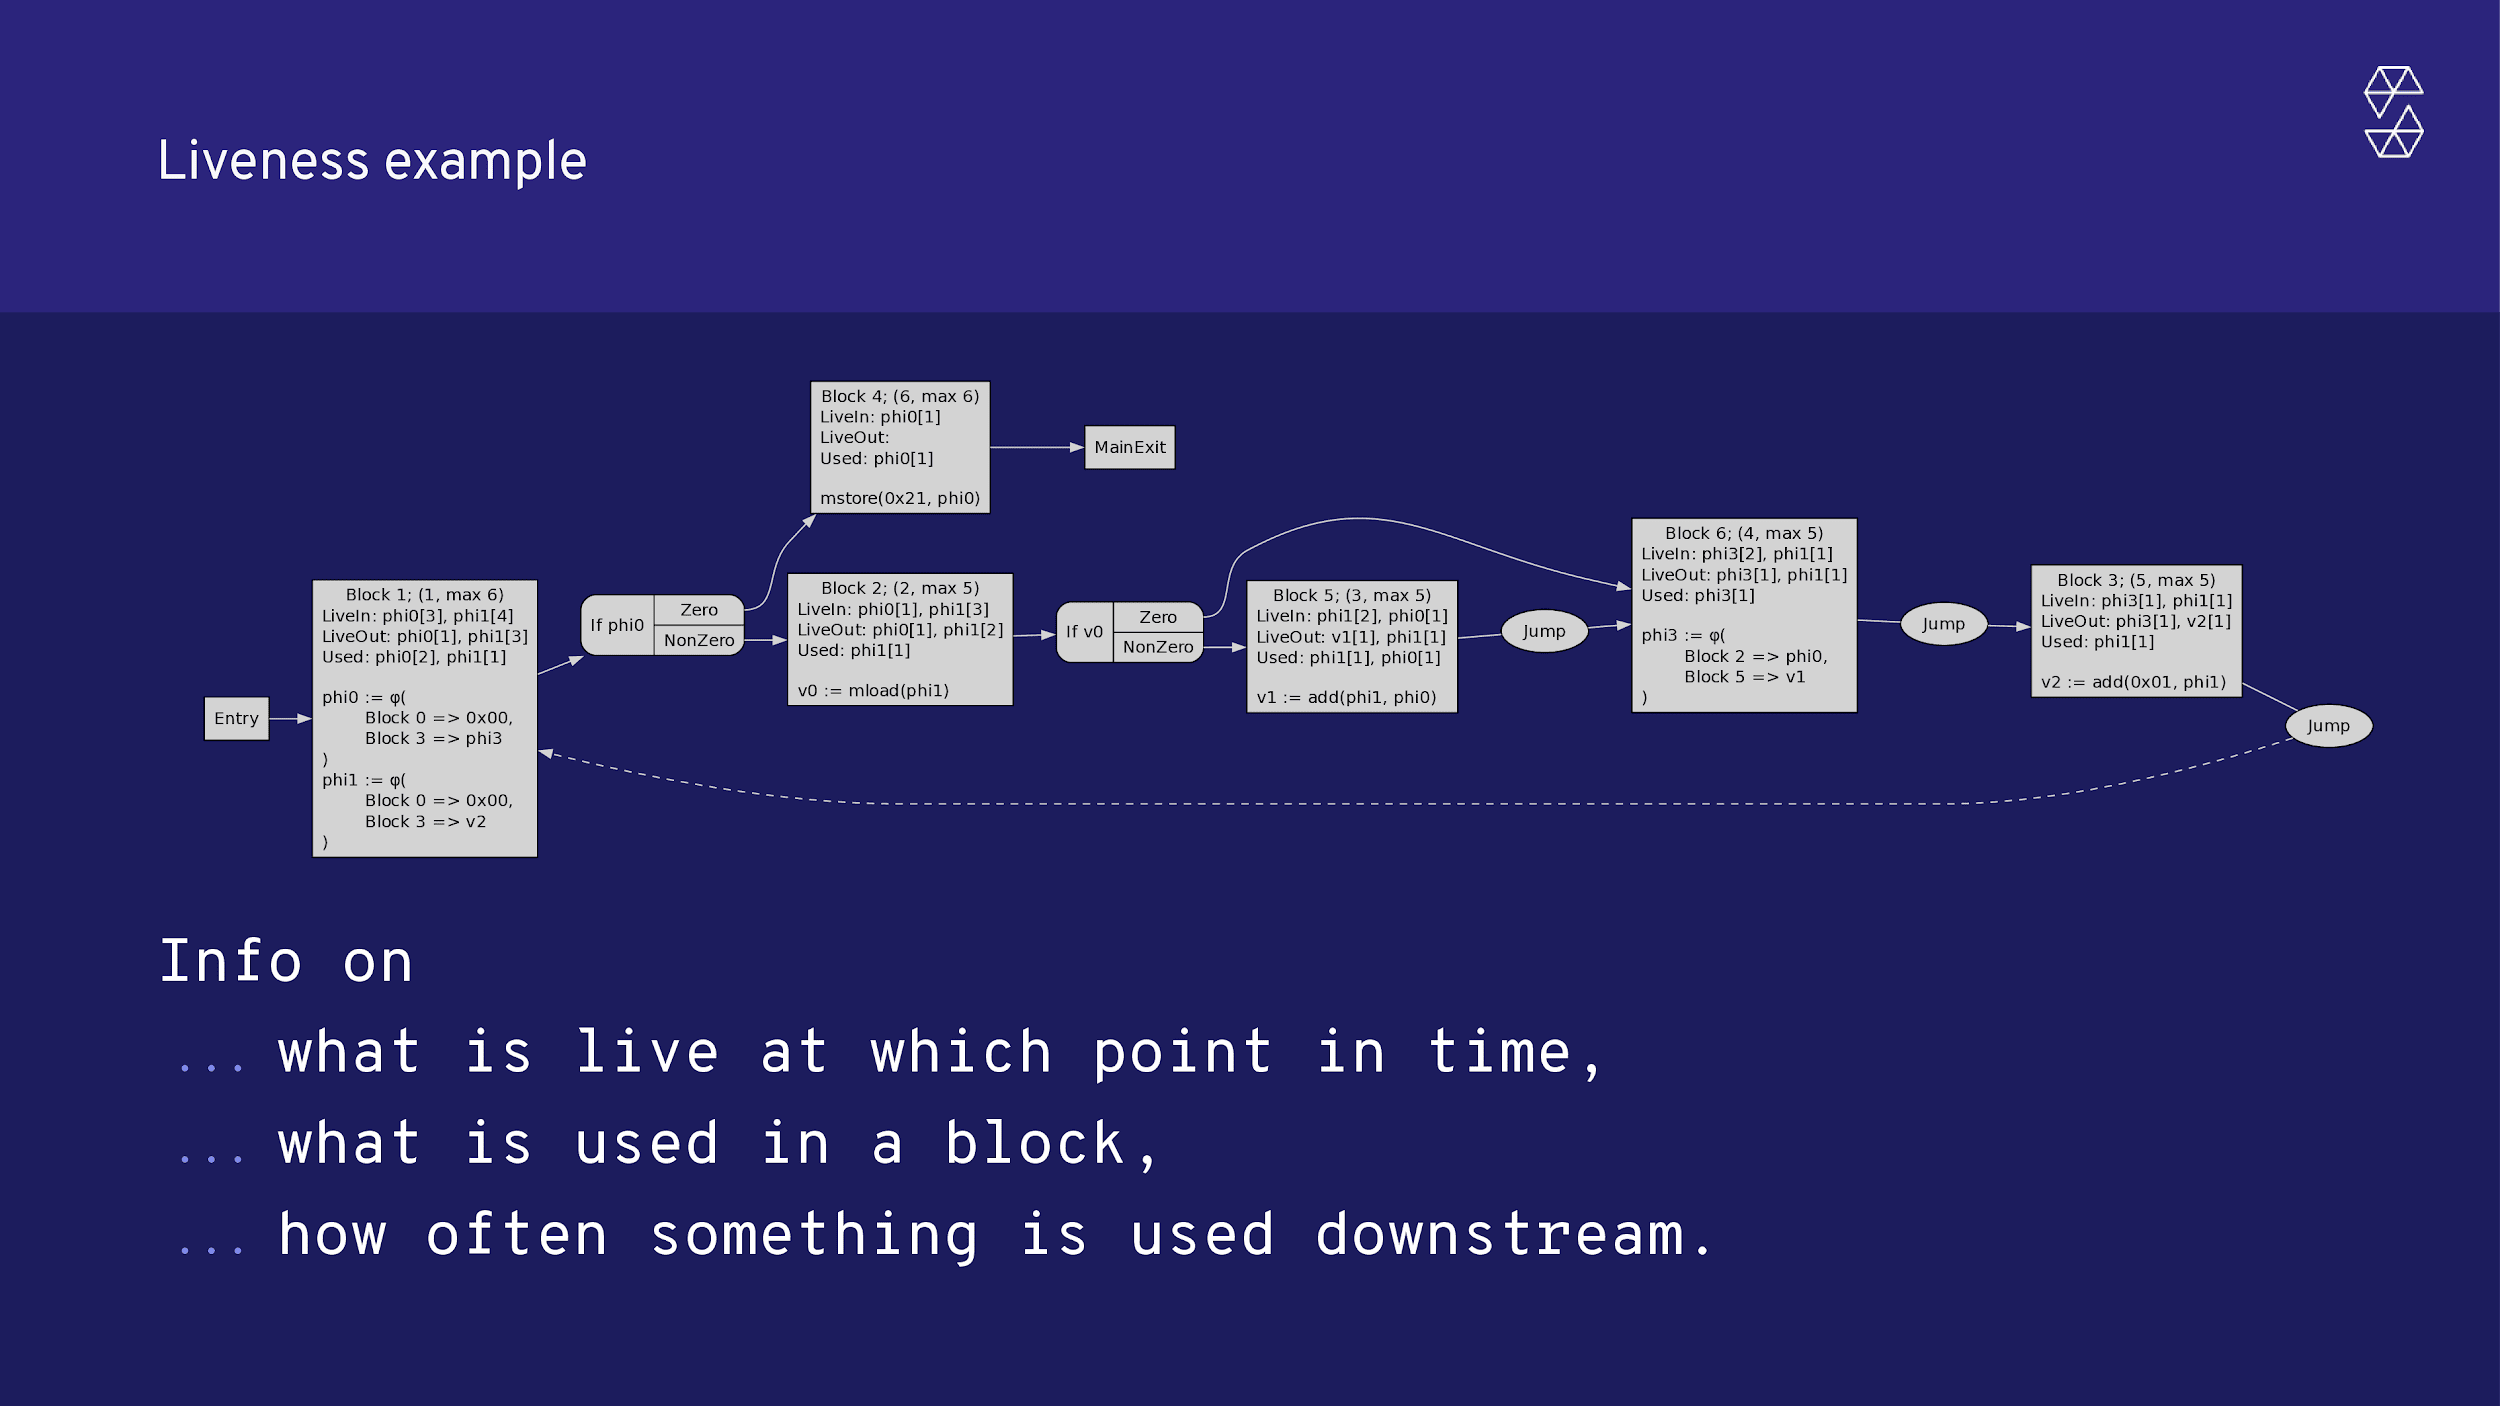 Liveness example
Entry
Block 1; (1, max 6)
LiveIn: phi0[3], phi1[4]
LiveOut: phi0[1], phi1[3]
Used: phi0[2], phi1[1]
phi0 := φ(
Block 0 => 0x00,
Block 3 => phi3
)
phi1 := φ(
Block 0 => 0x00,
Block 3 => v2
)
If phi0
Zero
NonZero
Block 4; (6, max 6)
LiveIn: phi0[1]
LiveOut:
Used: phi0[1]
mstore(0x21, phi0)
MainExit
Block 2; (2, max 5)
LiveIn: phi0[1], phi1[3]
LiveOut: phi0[1], phi1[2]
Used: phi1[1]
v0 := mload(phi1)
If v0
Zero
NonZero
Block 5; (3, max 5)
LiveIn: phi1[2], phi0[1]
LiveOut: v1[1], phi1[1]
Used: phi1[1], phi0[1]
v1 := add(phi1, phi0)
Jump
Block 6; (4, max 5)
LiveIn: phi3[2], phi1[1]
LiveOut: phi3[1], phi1[1]
Used: phi3[1]
phi3 := φ(
Block 2 => phi0,
Block 5 => v1
)
Jump
Block 3; (5, max 5)
LiveIn: phi3[1], phi1[1]
LiveOut: phi3[1], v2[1]
Used: phi1[1]
v2 := add(0x01, phi1)
Jump
Info on
... what is live at which point in time,
... what is used in a block,
... how often something is used downstream.